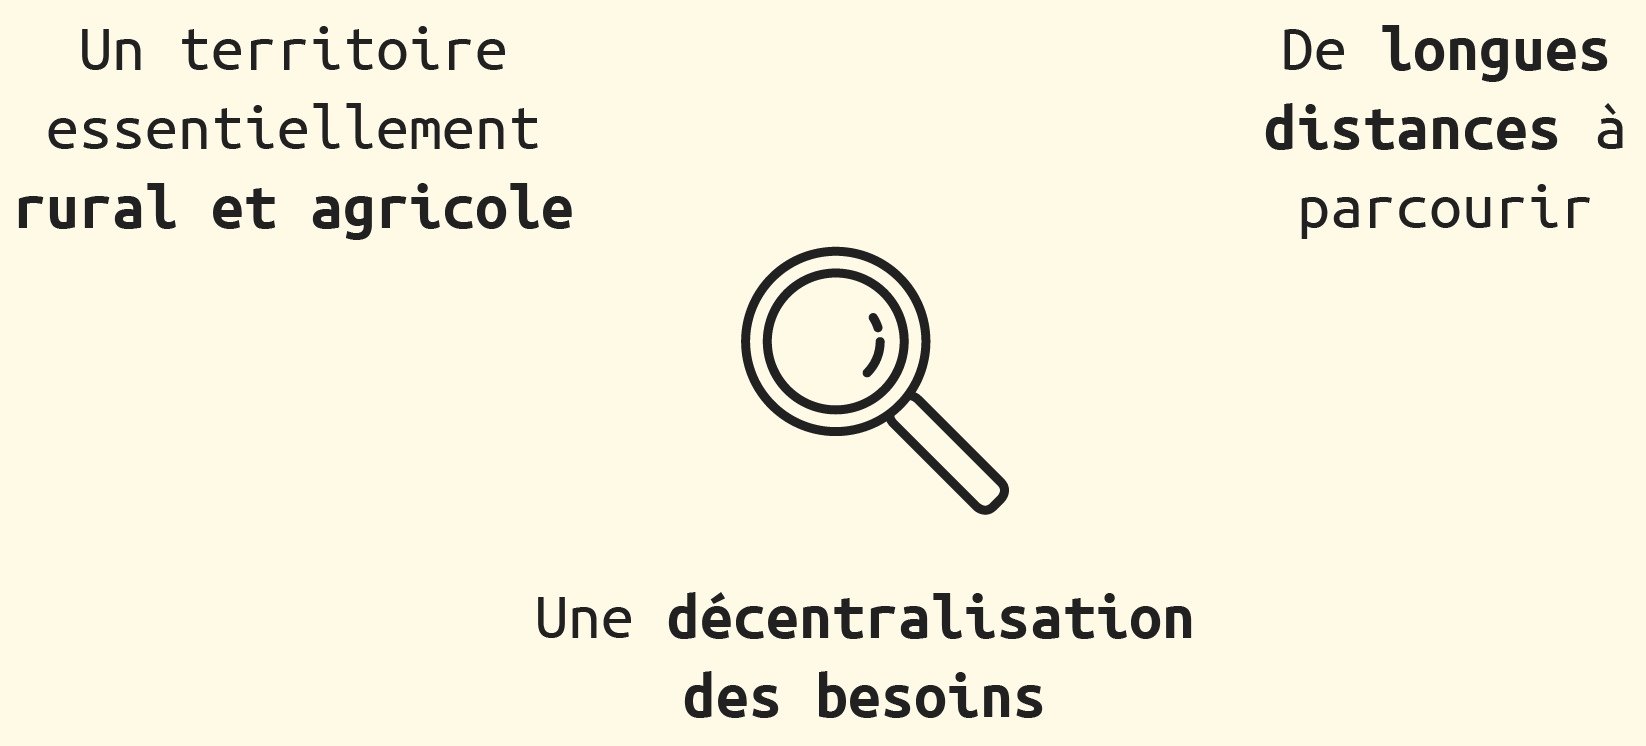 Un territoire
essentiellement
rural et agricole
De longues
distances à
parcourir
Une décentralisation
des besoins